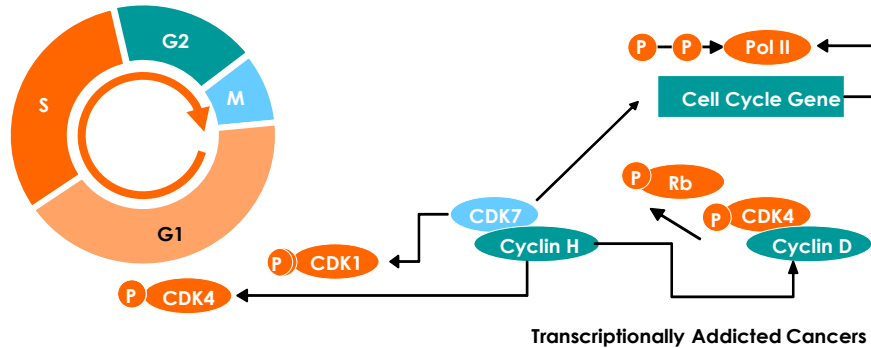 G2
S
M
G1
P
P
Pol II
Cell Cycle Gene
P
Rb
P
CDK4
Cyclin D
CDK7
Cyclin H
P
CDK1
P
CDK4
Transcriptionally Addicted Cancers